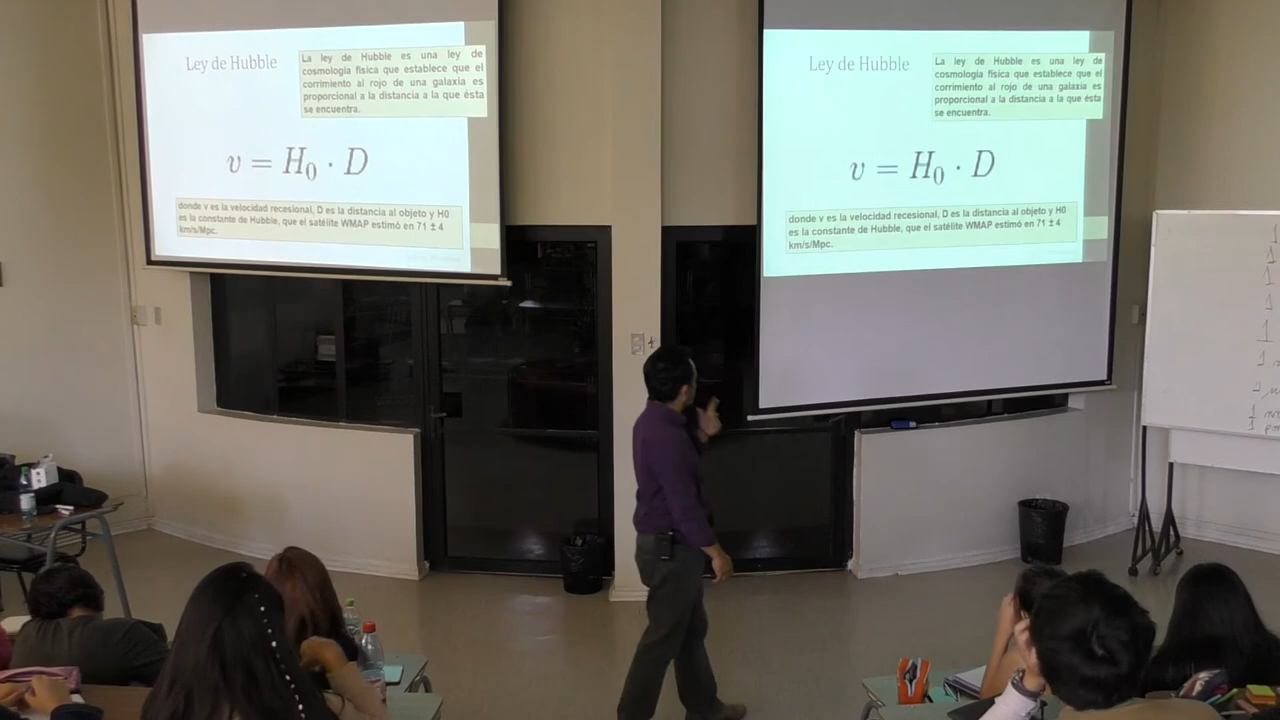 Ley de Hubble
La ley de Hubble es una ley de
cosmología física que establece que el
corrimiento al rojo de una galaxia es
proporcional a la distancia a la que ésta
se encuentra.
v = H₀ · D
donde v es la velocidad recesional, D es la distancia al objeto y H0
es la constante de Hubble, que el satélite WMAP estimó en 71 ± 4
km/s/Mpc.
Ley de Hubble
La ley de Hubble es una ley de
cosmología física que establece que el
corrimiento al rojo de una galaxia es
proporcional a la distancia a la que ésta
se encuentra.
v = H₀ · D
donde v es la velocidad recesional, D es la distancia al objeto y H0
es la constante de Hubble, que el satélite WMAP estimó en 71 ± 4
km/s/Mpc.